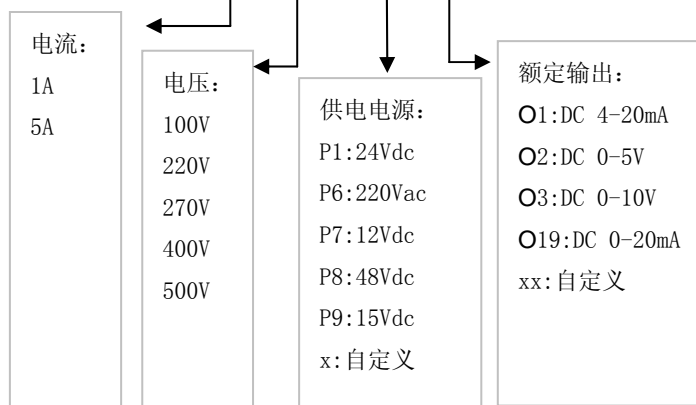 电流：
1A
5A
电压：
100V
220V
270V
400V
500V
供电电源：
P1:24Vdc
P6:220Vac
P7:12Vdc
P8:48Vdc
P9:15Vdc
x:自定义
额定输出：
O1:DC 4-20mA
O2:DC 0-5V
O3:DC 0-10V
O19:DC 0-20mA
xx:自定义